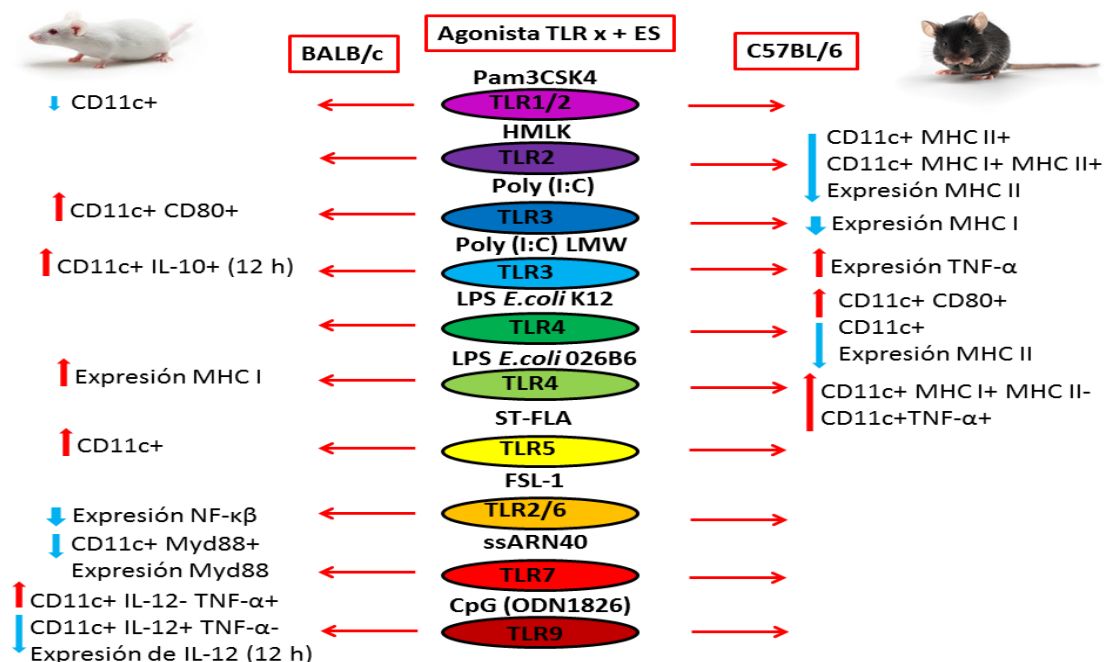 Agonista TLR x + ES
BALB/c
C57BL/6
Pam3CSK4
TLR1/2
CD11c+
HMLK
TLR2
CD11c+ MHC II+
CD11c+ MHC I+ MHC II+
Expresión MHC II
Poly (I:C)
TLR3
CD11c+ CD80+
Expresión MHC I
Poly (I:C) LMW
TLR3
CD11c+ IL-10+ (12 h)
Expresión TNF-α
LPS E.coli K12
TLR4
CD11c+ CD80+
CD11c+
Expresión MHC II
LPS E.coli 026B6
TLR4
Expresión MHC I
CD11c+ MHC I+ MHC II-
CD11c+TNF-α+
ST-FLA
TLR5
CD11c+
FSL-1
TLR2/6
Expresión NF-κβ
ssARN40
TLR7
CD11c+ Myd88+
Expresión Myd88
CpG (ODN1826)
TLR9
CD11c+ IL-12- TNF-α+
CD11c+ IL-12+ TNF-α-
Expresión de IL-12 (12 h)